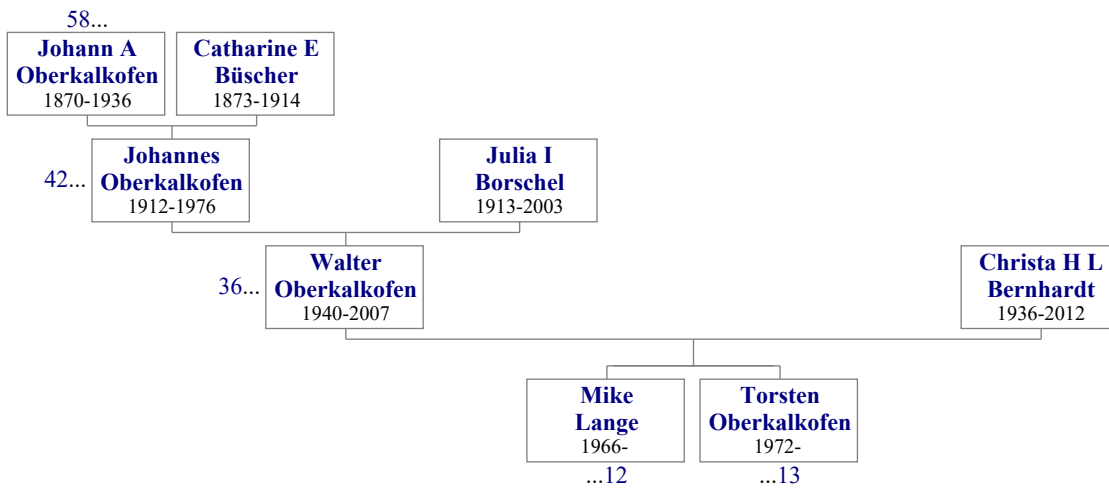 58...
Johann A
Oberkalkofen
1870-1936
Catharine E
Büscher
1873-1914
42...
Johannes
Oberkalkofen
1912-1976
Julia I
Borschel
1913-2003
36...
Walter
Oberkalkofen
1940-2007
Christa H L
Bernhardt
1936-2012
Mike
Lange
1966-
...12
Torsten
Oberkalkofen
1972-
...13